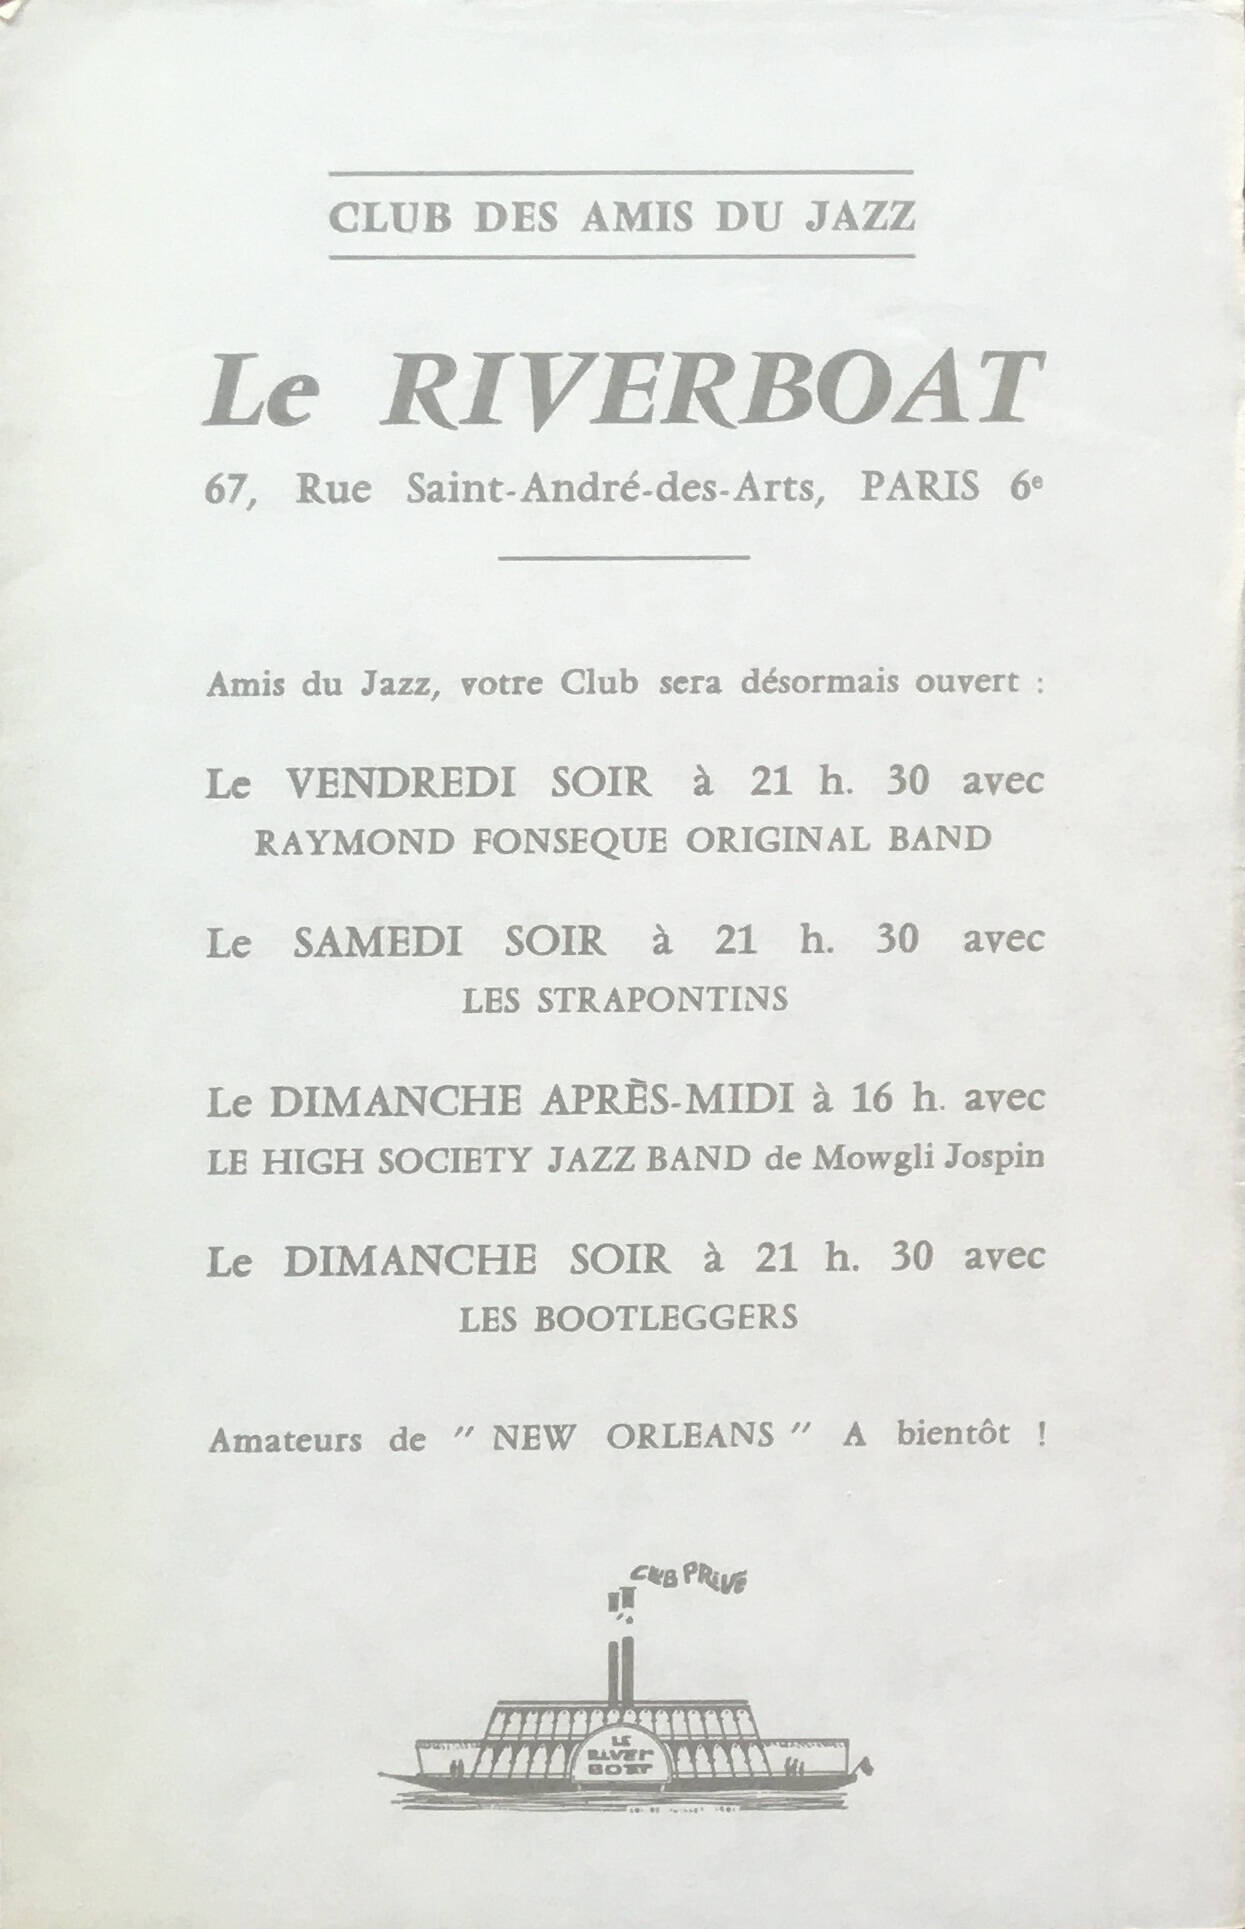 CLUB DES AMIS DU JAZZ
Le RIVERBOAT
67, Rue Saint-André-des-Arts, PARIS 6e
Amis du Jazz, votre Club sera désormais ouvert :
Le VENDREDI SOIR à 21 h. 30 avec
RAYMOND FONSEQUE ORIGINAL BAND
Le SAMEDI SOIR à 21 h. 30 avec
LES STRAPONTINS
Le DIMANCHE APRÈS-MIDI à 16 h. avec
LE HIGH SOCIETY JAZZ BAND de Mowgli Jospin
Le DIMANCHE SOIR à 21 h. 30 avec
LES BOOTLEGGERS
Amateurs de " NEW ORLEANS " A bientôt !
CLUB PRIVÉ
LE
RIVER
BOAT